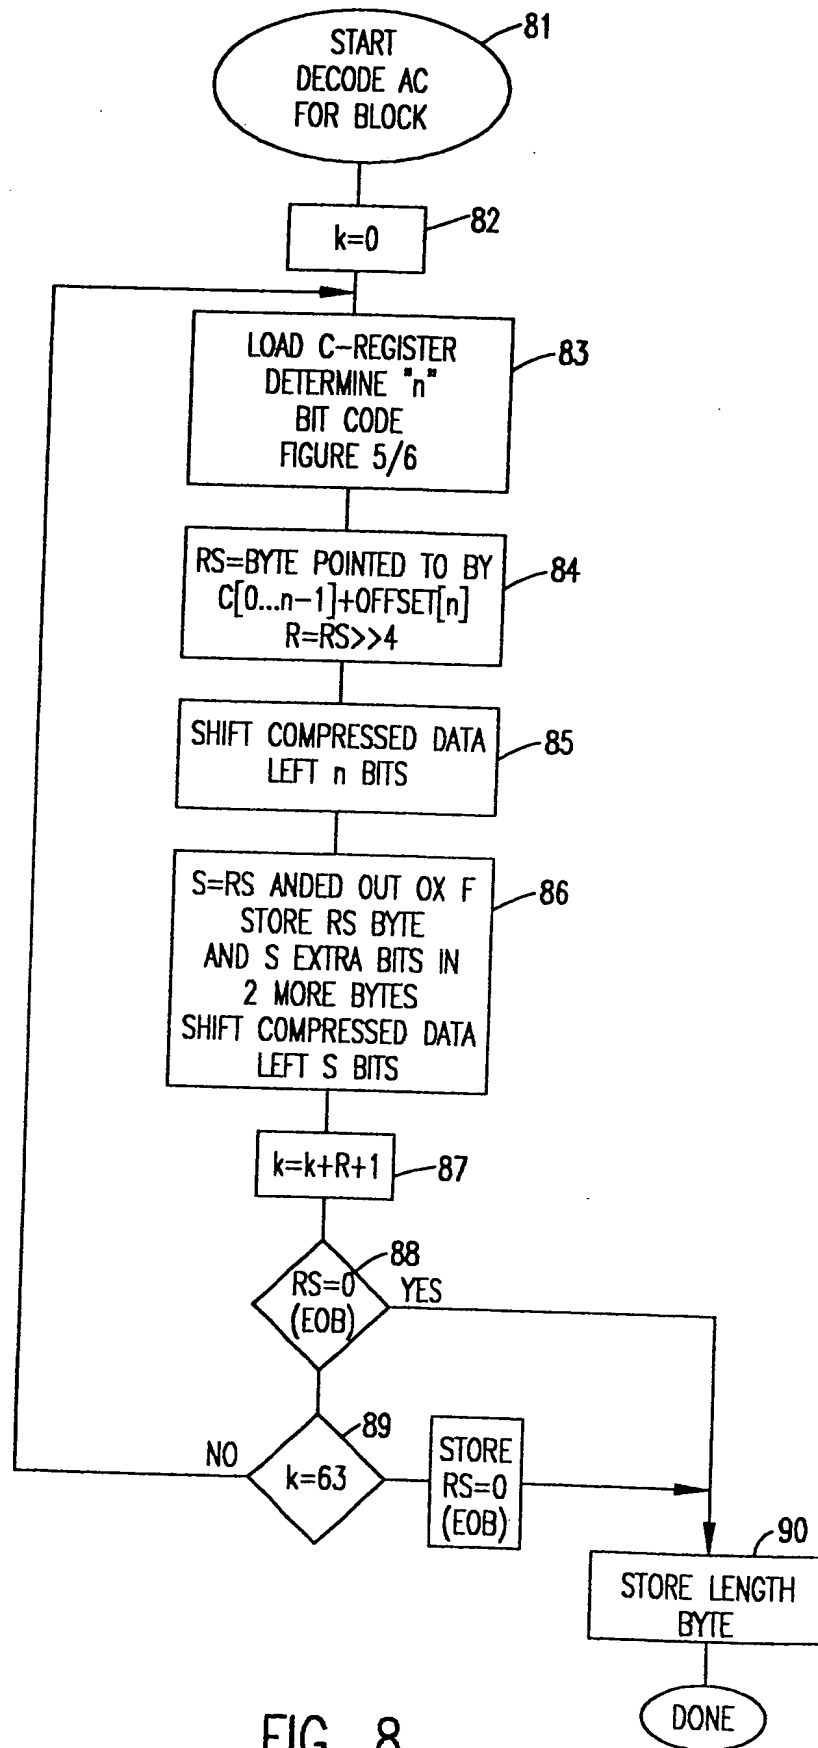 81
START
DECODE AC
FOR BLOCK
82
k=0
83
LOAD C-REGISTER
DETERMINE "n"
BIT CODE
FIGURE 5/6
84
RS=BYTE POINTED TO BY
C[0...n-1]+OFFSET[n]
R=RS>>4
85
SHIFT COMPRESSED DATA
LEFT n BITS
86
S=RS ANDED OUT OX F
STORE RS BYTE
AND S EXTRA BITS IN
2 MORE BYTES
SHIFT COMPRESSED DATA
LEFT S BITS
87
k=k+R+1
88
RS=0
(EOB)
YES
89
NO
k=63
STORE
RS=0
(EOB)
90
STORE LENGTH
BYTE
DONE
FIG. 8